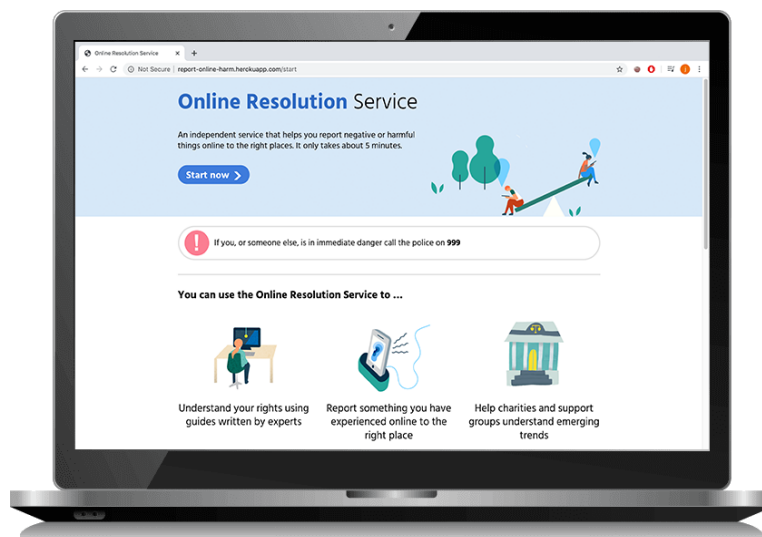 Online Resolution Service
Not Secure | report-online-harm.herokuapp.com/start
Online Resolution Service
An independent service that helps you report negative or harmful
things online to the right places. It only takes about 5 minutes.
Start now
If you, or someone else, is in immediate danger call the police on 999
You can use the Online Resolution Service to ...
Understand your rights using
guides written by experts
Report something you have
experienced online to the
right place
Help charities and support
groups understand emerging
trends